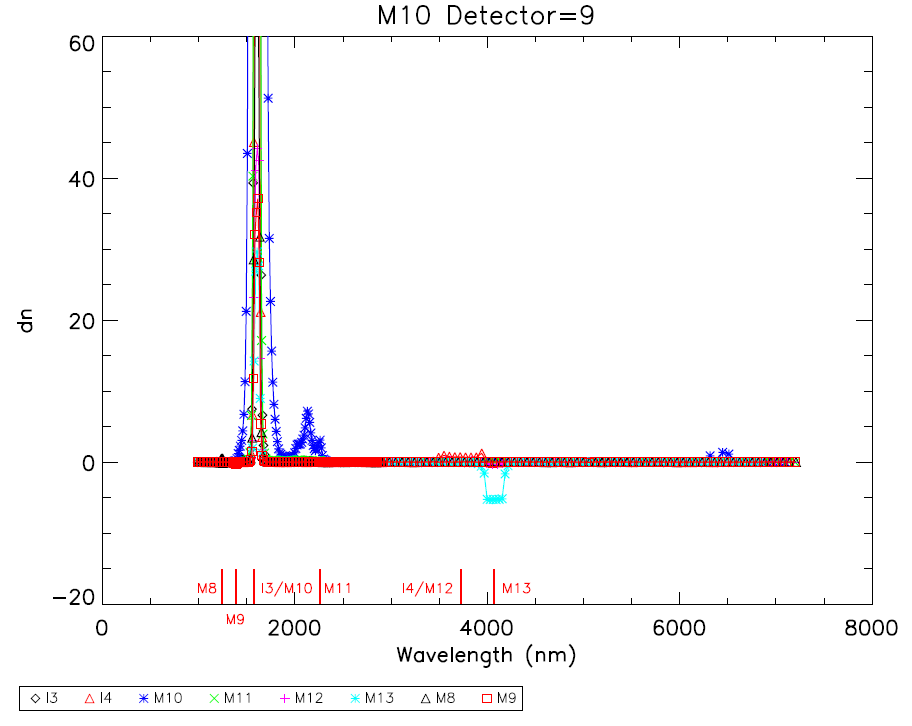 M10 Detector=9
60
40
20
0
−20
dn
M8
M9
I3/M10
M11
I4/M12
M13
0
2000
4000
6000
8000
Wavelength (nm)
I3
I4
M10
M11
M12
M13
M8
M9